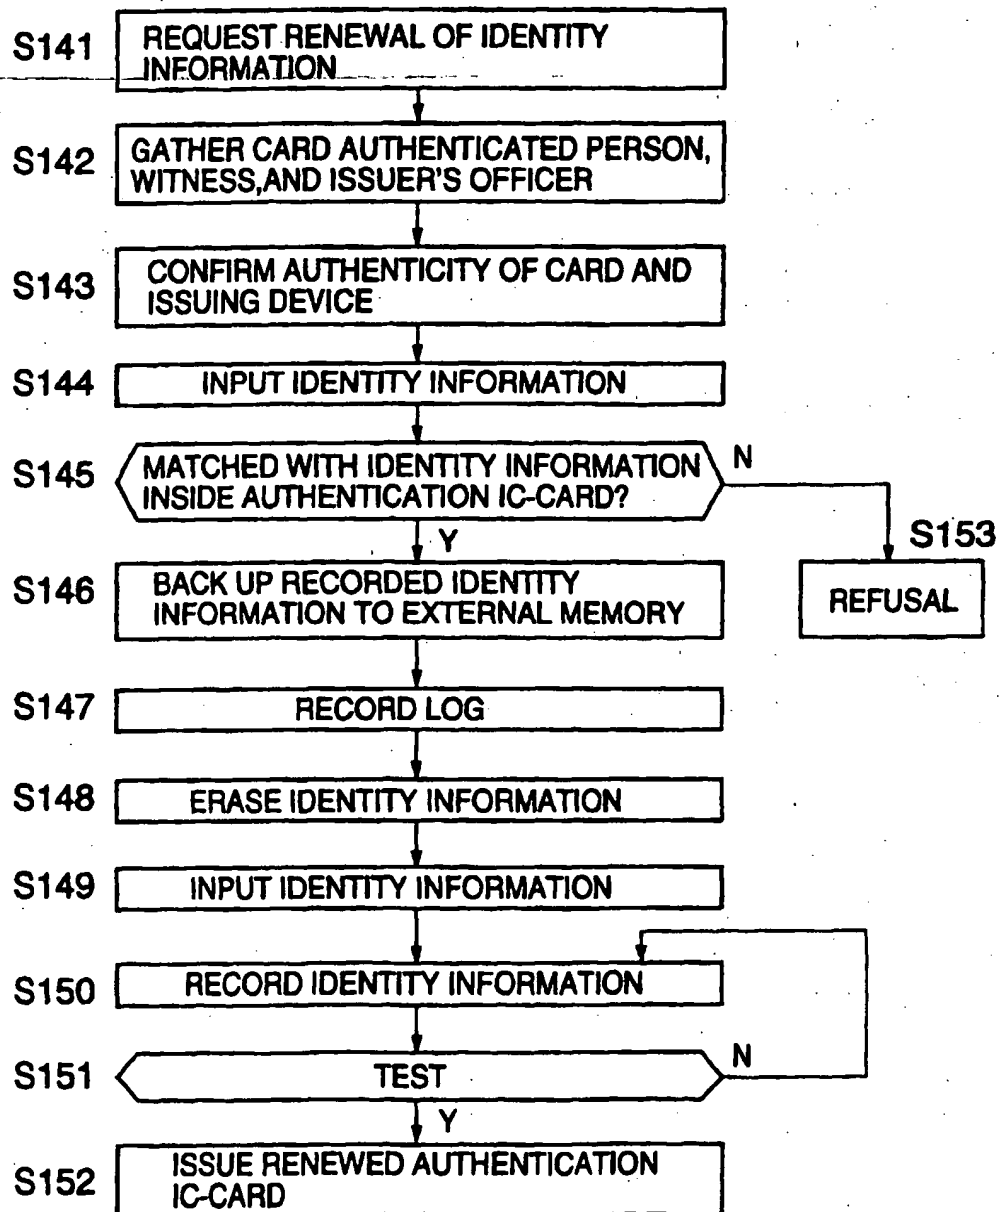 S141
REQUEST RENEWAL OF IDENTITY
INFORMATION
S142
GATHER CARD AUTHENTICATED PERSON,
WITNESS,AND ISSUER'S OFFICER
S143
CONFIRM AUTHENTICITY OF CARD AND
ISSUING DEVICE
S144
INPUT IDENTITY INFORMATION
S145
MATCHED WITH IDENTITY INFORMATION
INSIDE AUTHENTICATION IC-CARD?
N
Y
S153
REFUSAL
S146
BACK UP RECORDED IDENTITY
INFORMATION TO EXTERNAL MEMORY
S147
RECORD LOG
S148
ERASE IDENTITY INFORMATION
S149
INPUT IDENTITY INFORMATION
S150
RECORD IDENTITY INFORMATION
S151
TEST
N
Y
S152
ISSUE RENEWED AUTHENTICATION
IC-CARD